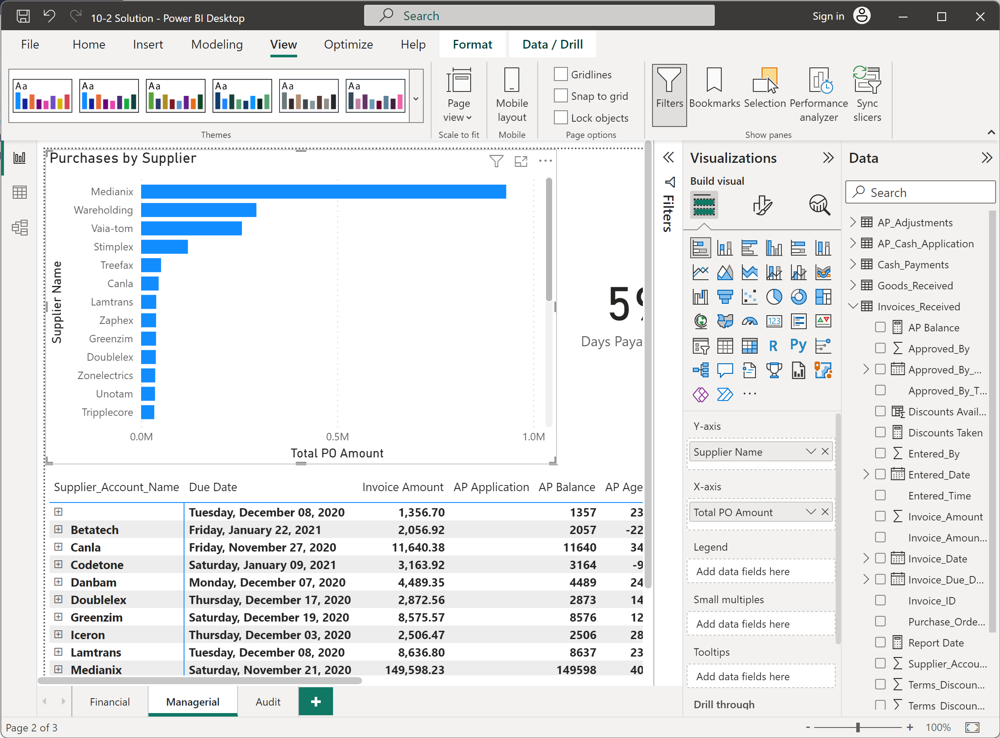 10-2 Solution - Power BI Desktop
Search
Sign in
File
Home
Insert
Modeling
View
Optimize
Help
Format
Data / Drill
Aa
Aa
Aa
Aa
Aa
Aa
Themes
Page view
Scale to fit
Mobile layout
Mobile
Gridlines
Snap to grid
Lock objects
Page options
Filters
Bookmarks
Selection
Performance analyzer
Sync slicers
Show panes
Purchases by Supplier
Supplier Name
Medianix
Wareholding
Vaia-tom
Stimplex
Treefax
Canla
Lamtrans
Zaphex
Greenzim
Doublelex
Zonelectrics
Unotam
Tripplecore
0.0M 0.5M 1.0M
Total PO Amount
Days Paya
Supplier_Account_Name Due Date Invoice Amount AP Application AP Balance AP Age
Tuesday, December 08, 2020 1,356.70 1357 23
Betatech Friday, January 22, 2021 2,056.92 2057 -22
Canla Friday, November 27, 2020 11,640.38 11640 34
Codetone Saturday, January 09, 2021 3,163.92 3164 -9
Danbam Monday, December 07, 2020 4,489.35 4489 24
Doublelex Thursday, December 17, 2020 2,872.56 2873 14
Greenzim Saturday, December 19, 2020 8,575.57 8576 12
Iceron Thursday, December 03, 2020 2,506.47 2506 28
Lamtrans Tuesday, December 08, 2020 8,636.80 8637 23
Medianix Saturday, November 21, 2020 149,598.23 149598 40
Financial
Managerial
Audit
+
Page 2 of 3
Filters
Visualizations
Build visual
123
R
Py
...
Y-axis
Supplier Name
X-axis
Total PO Amount
Legend
Add data fields here
Small multiples
Add data fields here
Tooltips
Add data fields here
Drill through
Data
Search
AP_Adjustments
AP_Cash_Application
Cash_Payments
Goods_Received
Invoices_Received
AP Balance
Approved_By
Approved_By_...
Approved_By_T...
Discounts Avail...
Discounts Taken
Entered_By
Entered_Date
Entered_Time
Invoice_Amount
Invoice_Amoun...
Invoice_Date
Invoice_Due_D...
Invoice_ID
Purchase_Orde...
Report Date
Supplier_Accou...
Terms_Discoun...
Terms_Discoun...
- + 100%